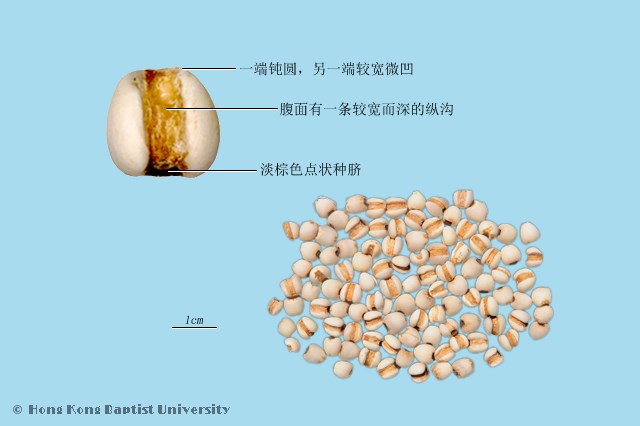 一端钝圆，另一端较宽微凹
腹面有一条较宽而深的纵沟
淡棕色点状种脐
1cm
© Hong Kong Baptist University